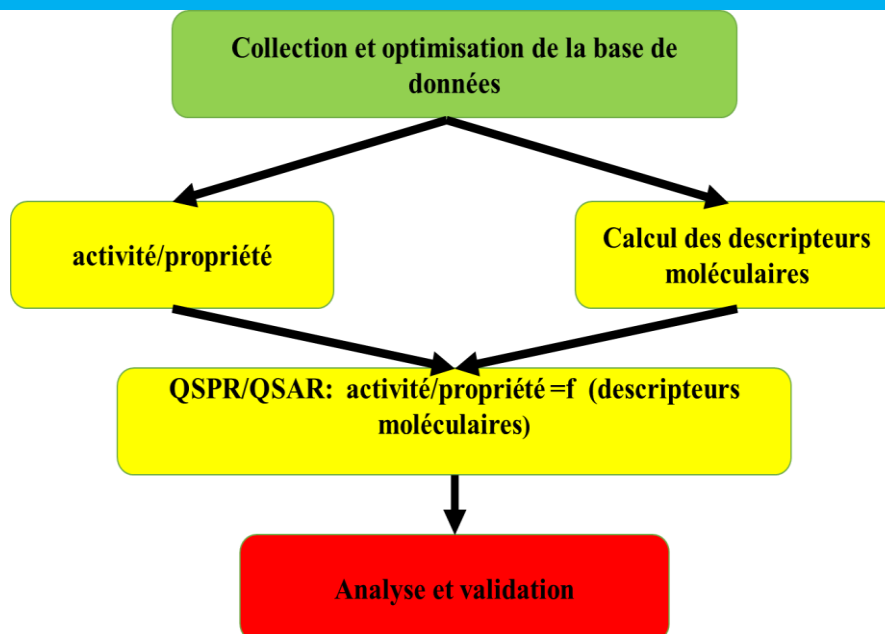 Collection et optimisation de la base de
données
activité/propriété
Calcul des descripteurs
moléculaires
QSPR/QSAR: activité/propriété =f (descripteurs
moléculaires)
Analyse et validation